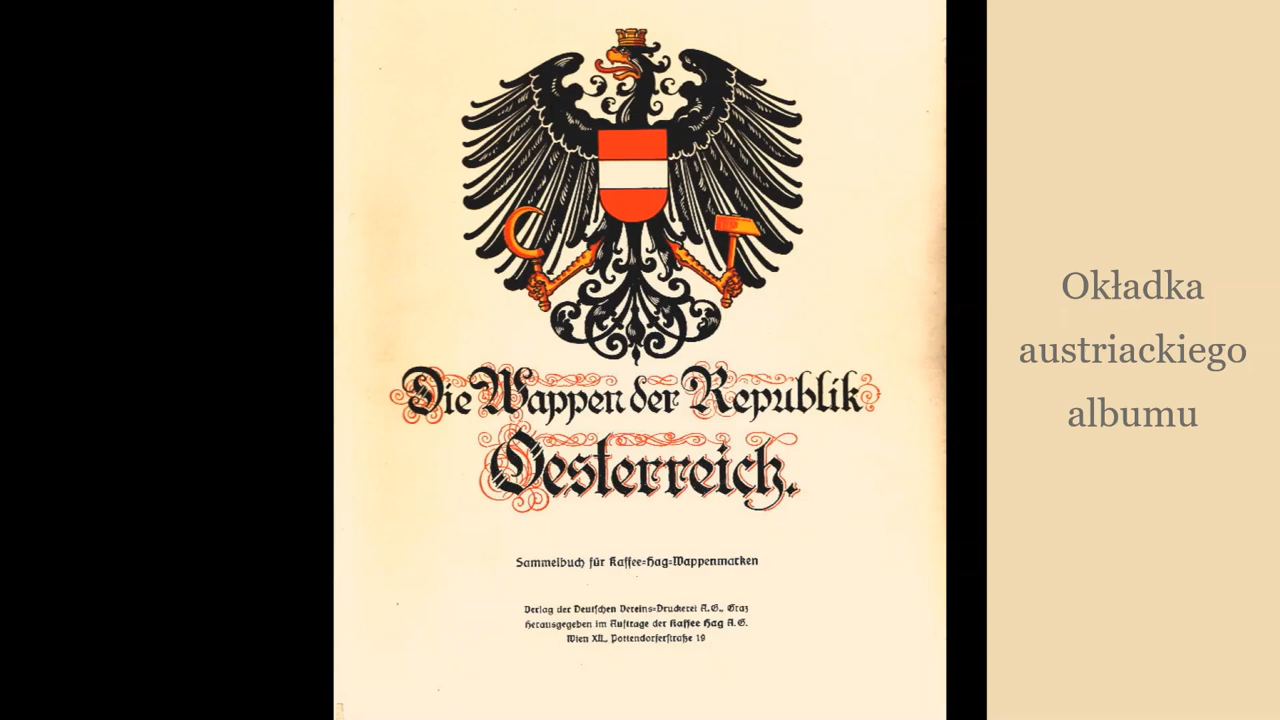 Die Wappen der Republik
Oesterreich.
Sammelbuch für Kaffee=Hag=Wappenmarken
Verlag der Deutschen Vereins=Druckerei A.G., Graz
Herausgegeben im Auftrage der Kaffee Hag A.G.
Wien XII., Pottendorferstraße 19
Okładka
austriackiego
albumu